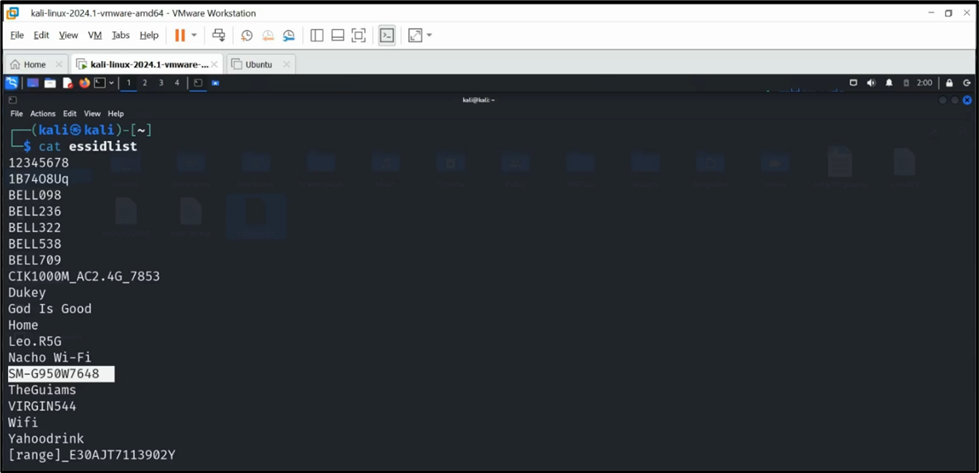 kali-linux-2024.1-vmware-amd64 - VMware Workstation
File Edit View VM Tabs Help
Home kali-linux-2024.1-vmware-... Ubuntu
1 2 3 4 2:00
kali@kali: ~
File Actions Edit View Help
(kali㉿kali)-[~]
$ cat essidlist
12345678
1B74O8Uq
BELL098
BELL236
BELL322
BELL538
BELL709
CIK1000M_AC2.4G_7853
Dukey
God Is Good
Home
Leo.R5G
Nacho Wi-Fi
SM-G950W7648
TheGuiams
VIRGIN544
Wifi
Yahoodrink
[range]_E30AJT7113902Y